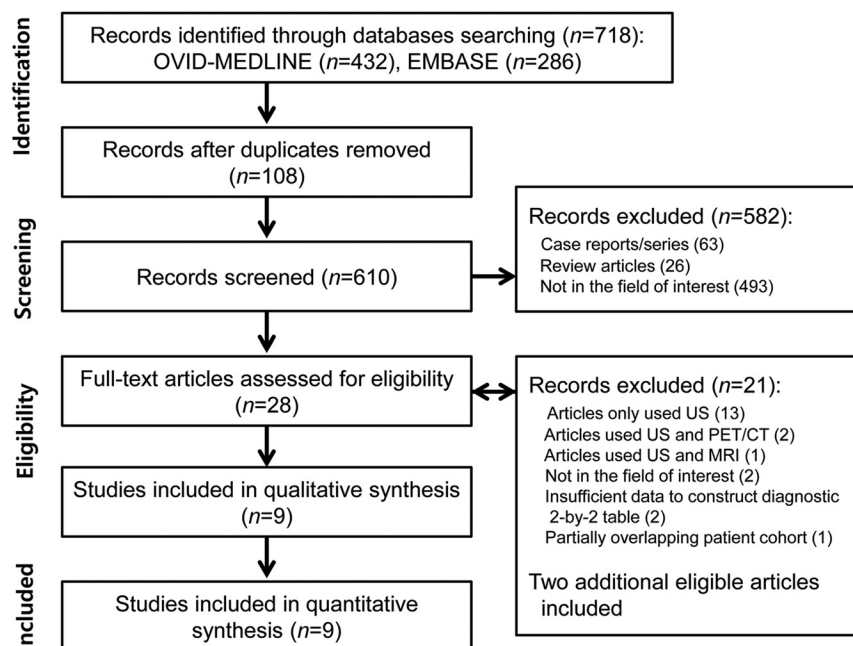 Identification
Records identified through databases searching (n=718):
OVID-MEDLINE (n=432), EMBASE (n=286)
Records after duplicates removed
(n=108)
Screening
Records screened (n=610)
Records excluded (n=582):
Case reports/series (63)
Review articles (26)
Not in the field of interest (493)
Eligibility
Full-text articles assessed for eligibility
(n=28)
Records excluded (n=21):
Articles only used US (13)
Articles used US and PET/CT (2)
Articles used US and MRI (1)
Not in the field of interest (2)
Insufficient data to construct diagnostic
2-by-2 table (2)
Partially overlapping patient cohort (1)
Two additional eligible articles
included
Studies included in qualitative synthesis
(n=9)
ncluded
Studies included in quantitative
synthesis (n=9)